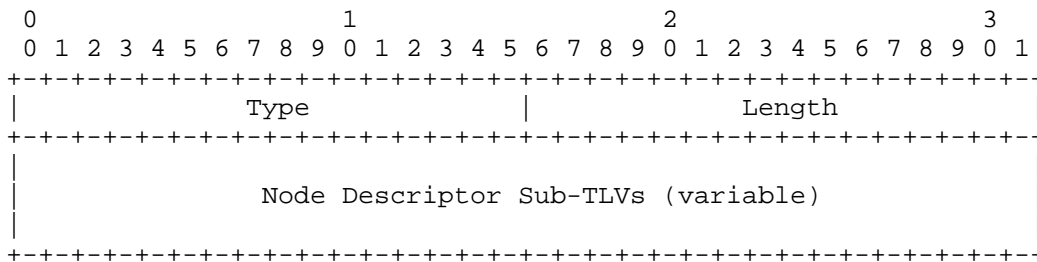 0                   1                   2                   3
 0 1 2 3 4 5 6 7 8 9 0 1 2 3 4 5 6 7 8 9 0 1 2 3 4 5 6 7 8 9 0 1
+-+-+-+-+-+-+-+-+-+-+-+-+-+-+-+-+-+-+-+-+-+-+-+-+-+-+-+-+-+-+-+--
|              Type             |             Length            |
+-+-+-+-+-+-+-+-+-+-+-+-+-+-+-+-+-+-+-+-+-+-+-+-+-+-+-+-+-+-+-+--
|                                                               |
|               Node Descriptor Sub-TLVs (variable)             |
|                                                               |
+-+-+-+-+-+-+-+-+-+-+-+-+-+-+-+-+-+-+-+-+-+-+-+-+-+-+-+-+-+-+-+--